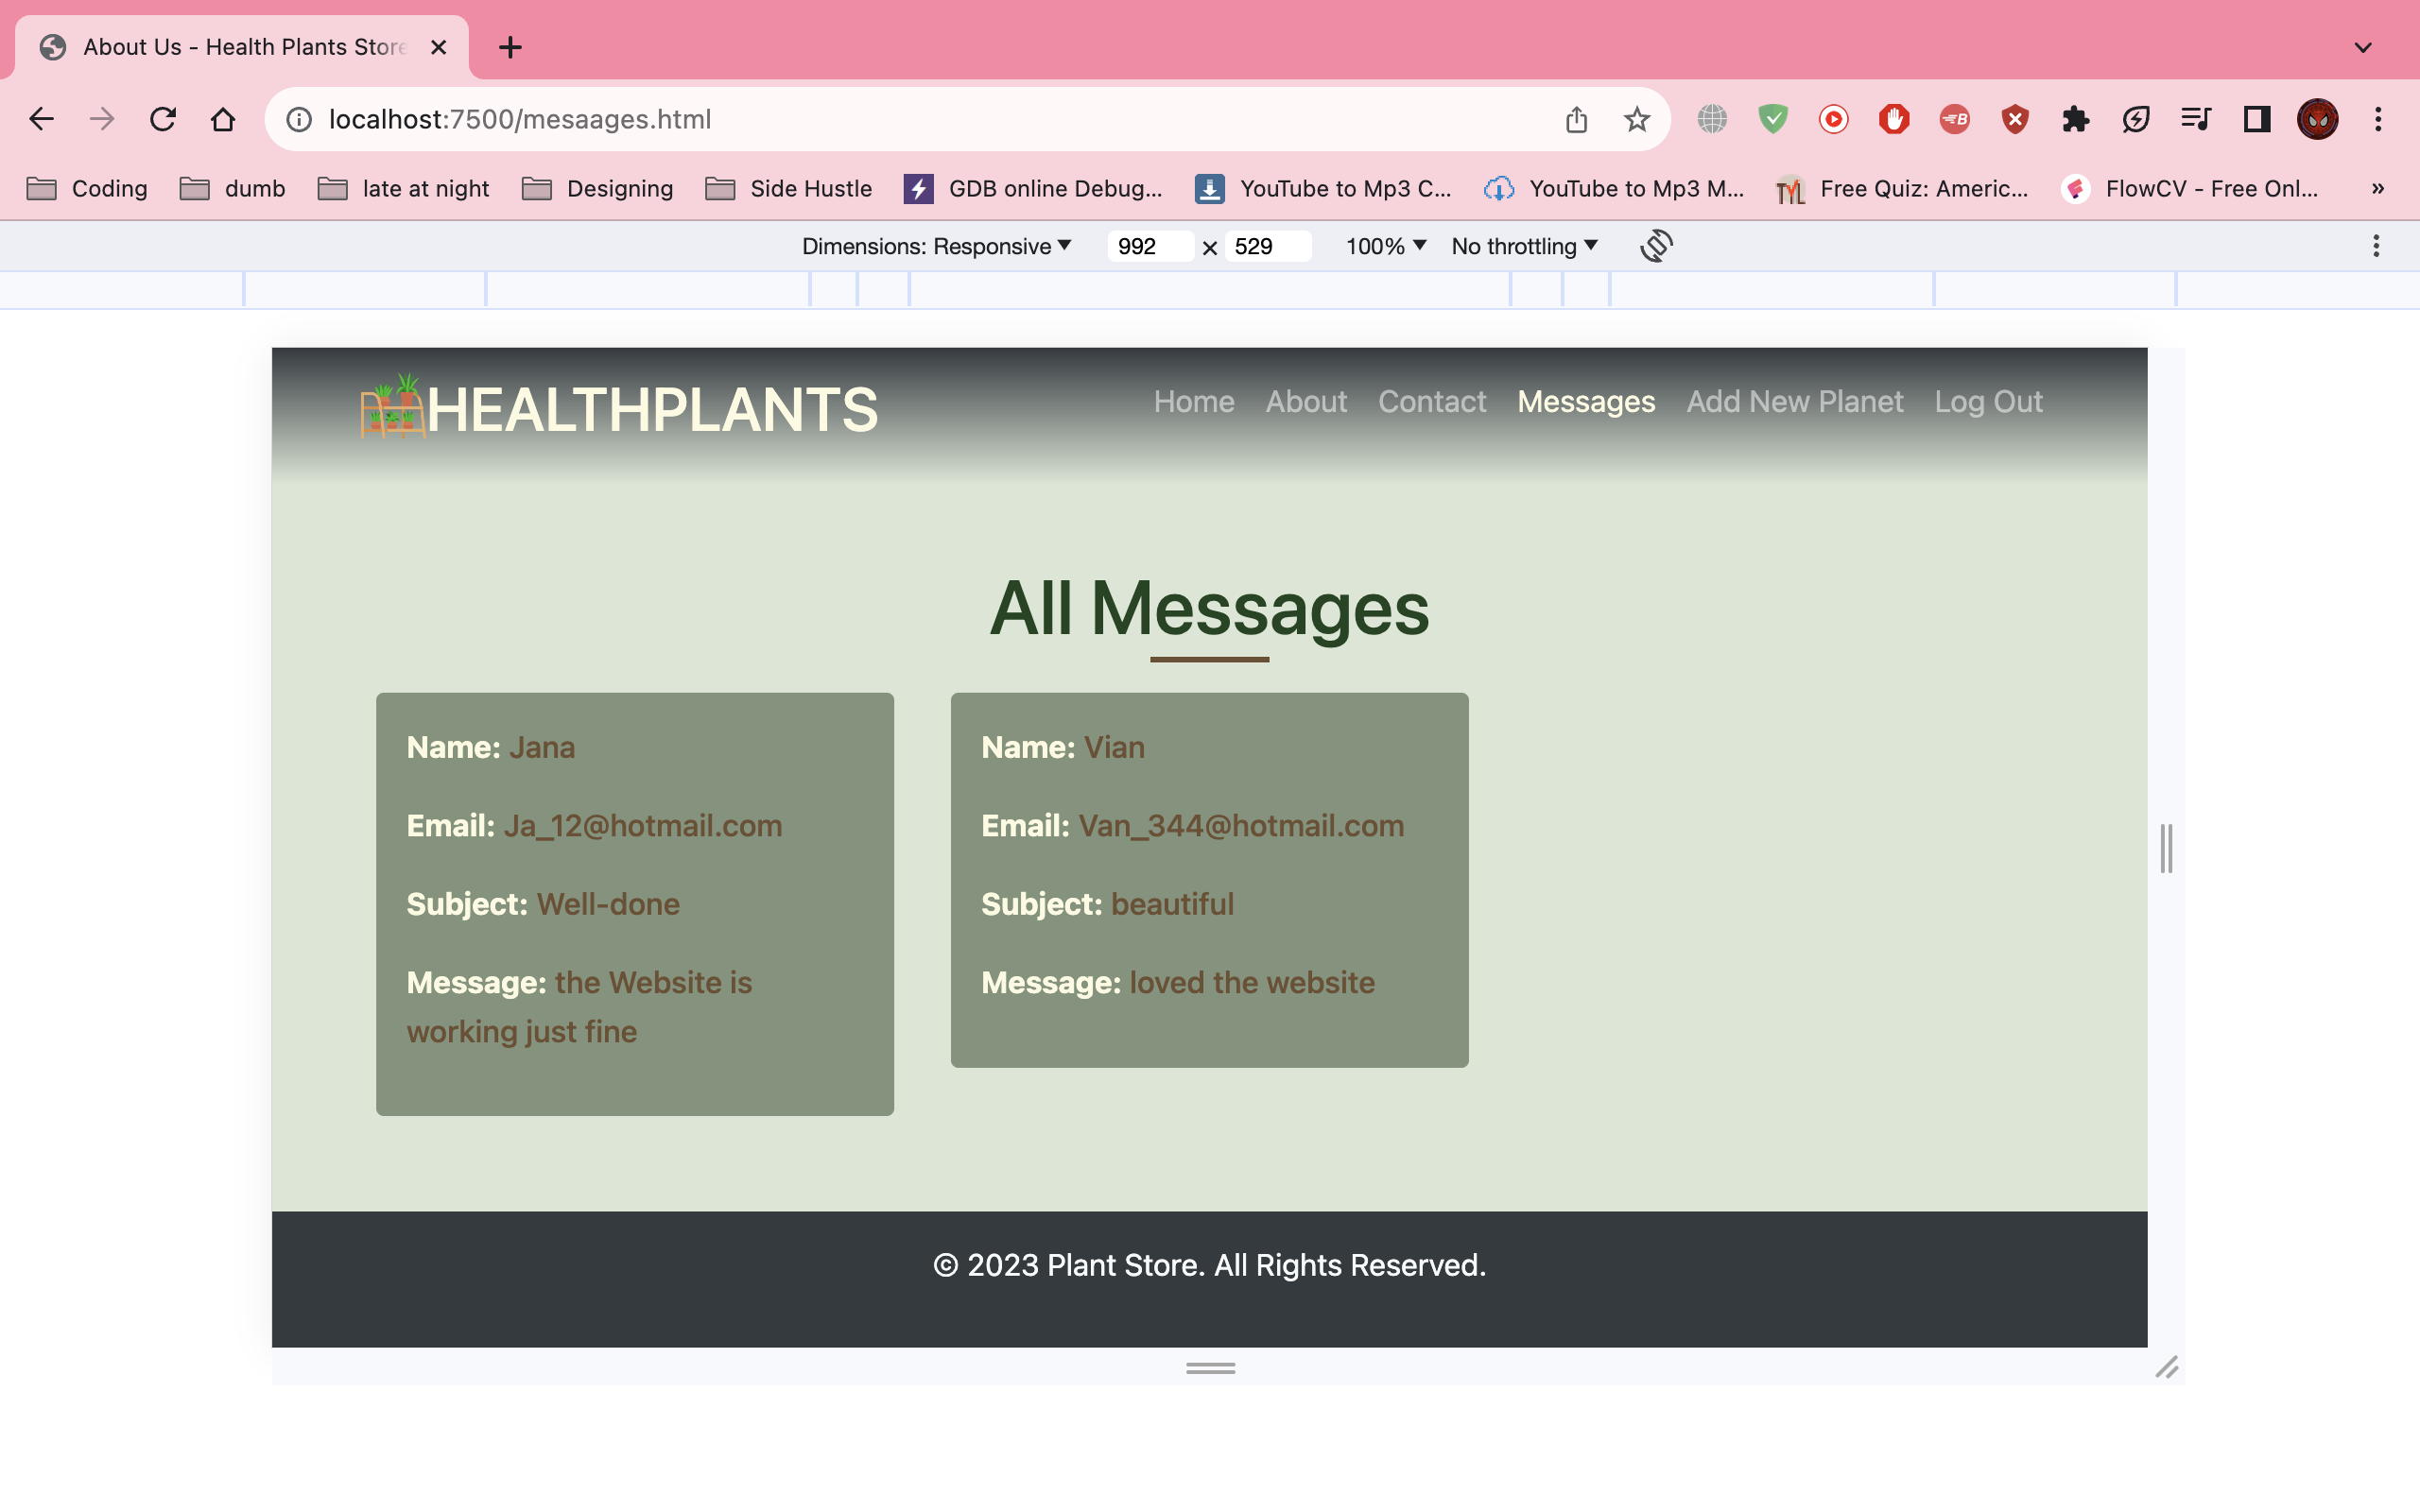 About Us - Health Plants Store
localhost:7500/mesaages.html
Coding
dumb
late at night
Designing
Side Hustle
GDB online Debug...
YouTube to Mp3 C...
YouTube to Mp3 M...
Free Quiz: Americ...
FlowCV - Free Onl...
»
Dimensions: Responsive 992 × 529 100% No throttling
HEALTHPLANTS
Home About Contact Messages Add New Planet Log Out
All Messages
Name: Jana
Email: Ja_12@hotmail.com
Subject: Well-done
Message: the Website is
working just fine
Name: Vian
Email: Van_344@hotmail.com
Subject: beautiful
Message: loved the website
© 2023 Plant Store. All Rights Reserved.